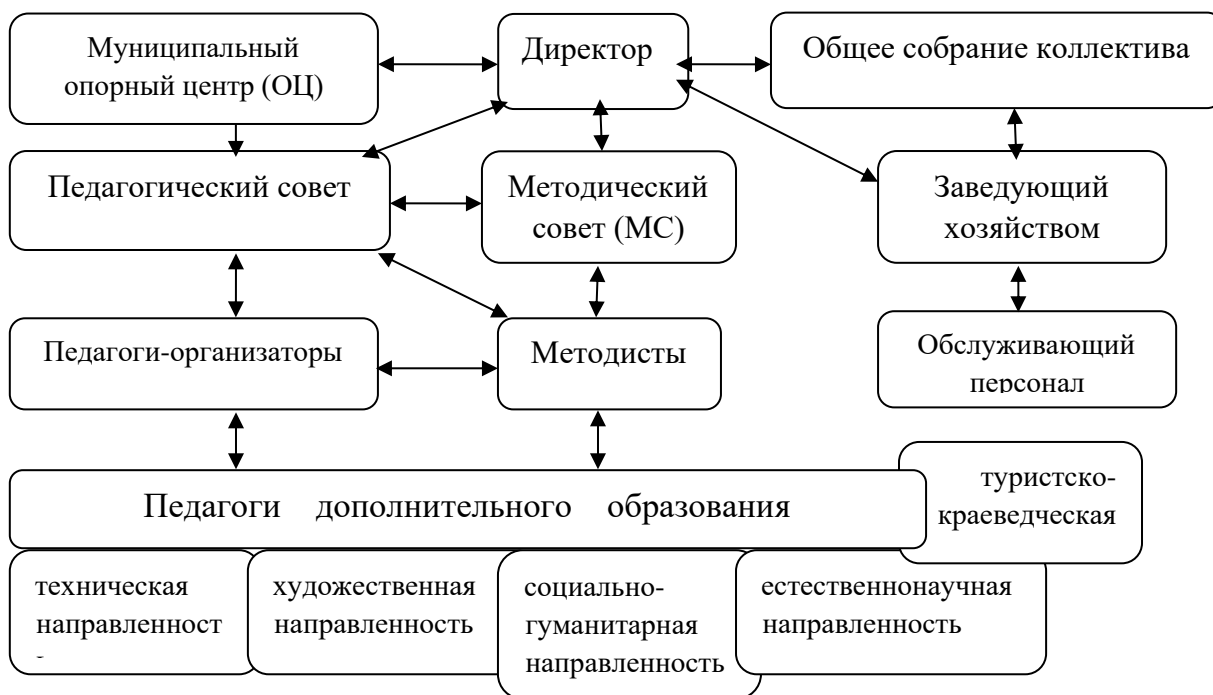 Муниципальный
опорный центр (ОЦ)
Директор
Общее собрание коллектива
Педагогический совет
Методический
совет (МС)
Заведующий
хозяйством
Педагоги-организаторы
Методисты
Обслуживающий
персонал
туристско-
краеведческая
Педагоги дополнительного образования
техническая
направленност
художественная
направленность
социально-
гуманитарная
направленность
естественнонаучная
направленность